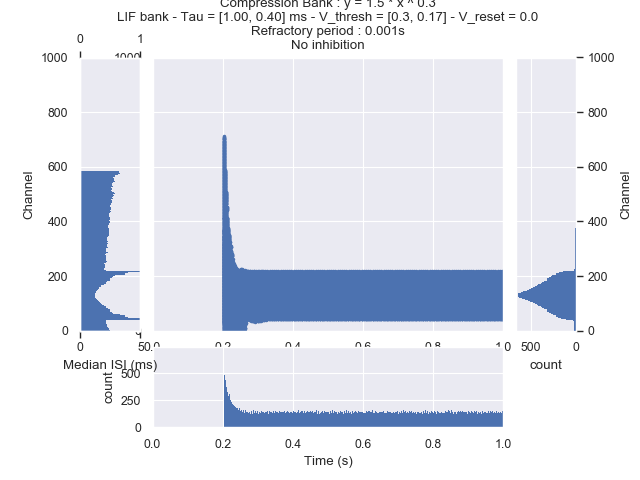 Compression Bank : y = 1.5 * x ^ 0.3
LIF bank - Tau = [1.00, 0.40] ms - V_thresh = [0.3, 0.17] - V_reset = 0.0
Refractory period : 0.001s
No inhibition
0 1
1000
1000 1000
800 800
600 600
400 400
200 200
0 0
Channel
Channel
0 50
0.0 0.2 0.4 0.6 0.8 1.0
500 0
Median ISI (ms)
count
count
500
250
0
0.0 0.2 0.4 0.6 0.8 1.0
Time (s)